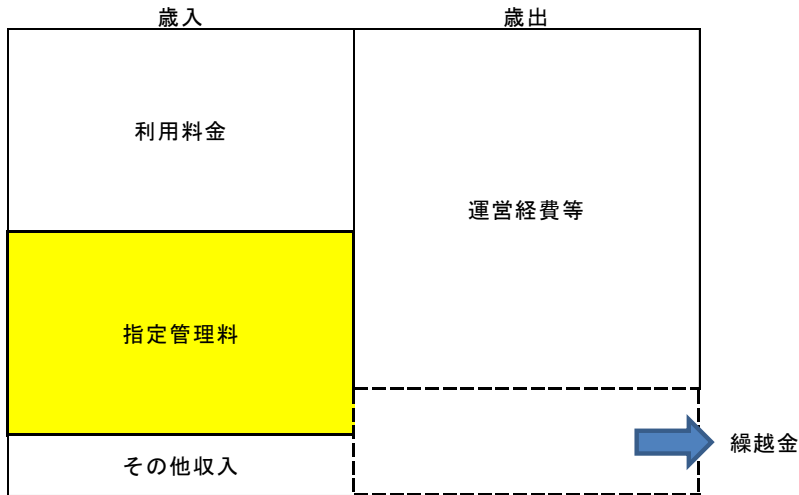 歳入
歳出
利用料金
運営経費等
指定管理料
その他収入
繰越金